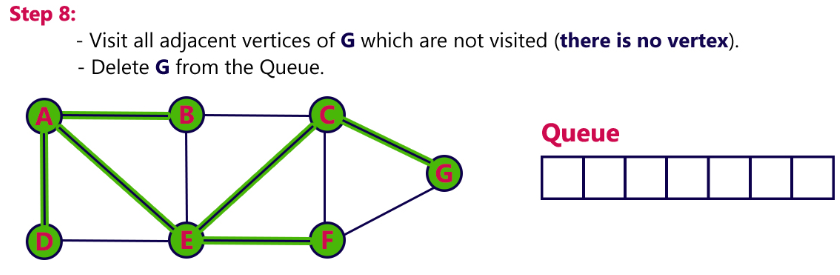 Step 8:
- Visit all adjacent vertices of G which are not visited (there is no vertex).
- Delete G from the Queue.
A B C
Queue
G
D E F